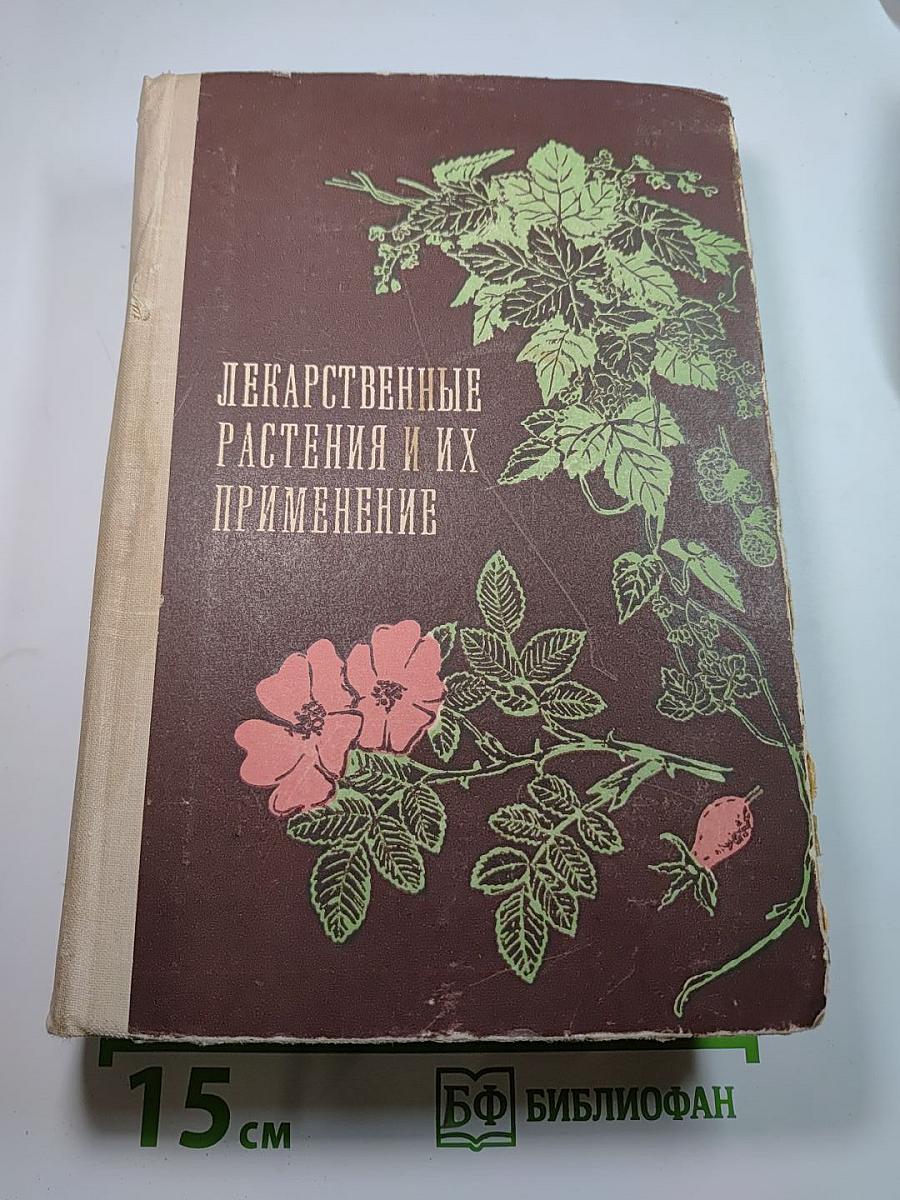 ЛЕКАРСТВЕННЫЕ
РАСТЕНИЯ И ИХ
ПРИМЕНЕНИЕ
15 см
БФ БИБЛИОФАН